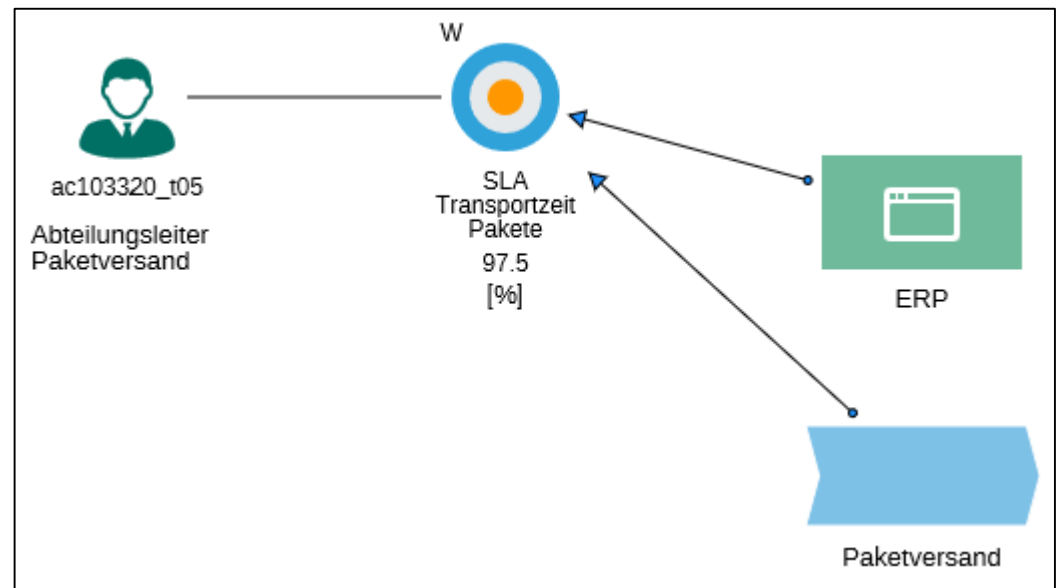 W
ac103320_t05
Abteilungsleiter
Paketversand
SLA
Transportzeit
Pakete
97.5
[%]
ERP
Paketversand